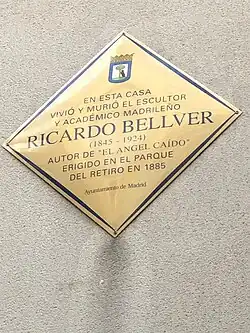 EN ESTA CASA
VIVIÓ Y MURIÓ EL ESCULTOR
Y ACADÉMICO MADRILEÑO
RICARDO BELLVER
(1845 - 1924)
AUTOR DE "EL ANGEL CAÍDO"
ERIGIDO EN EL PARQUE
DEL RETIRO EN 1885
Ayuntamiento de Madrid